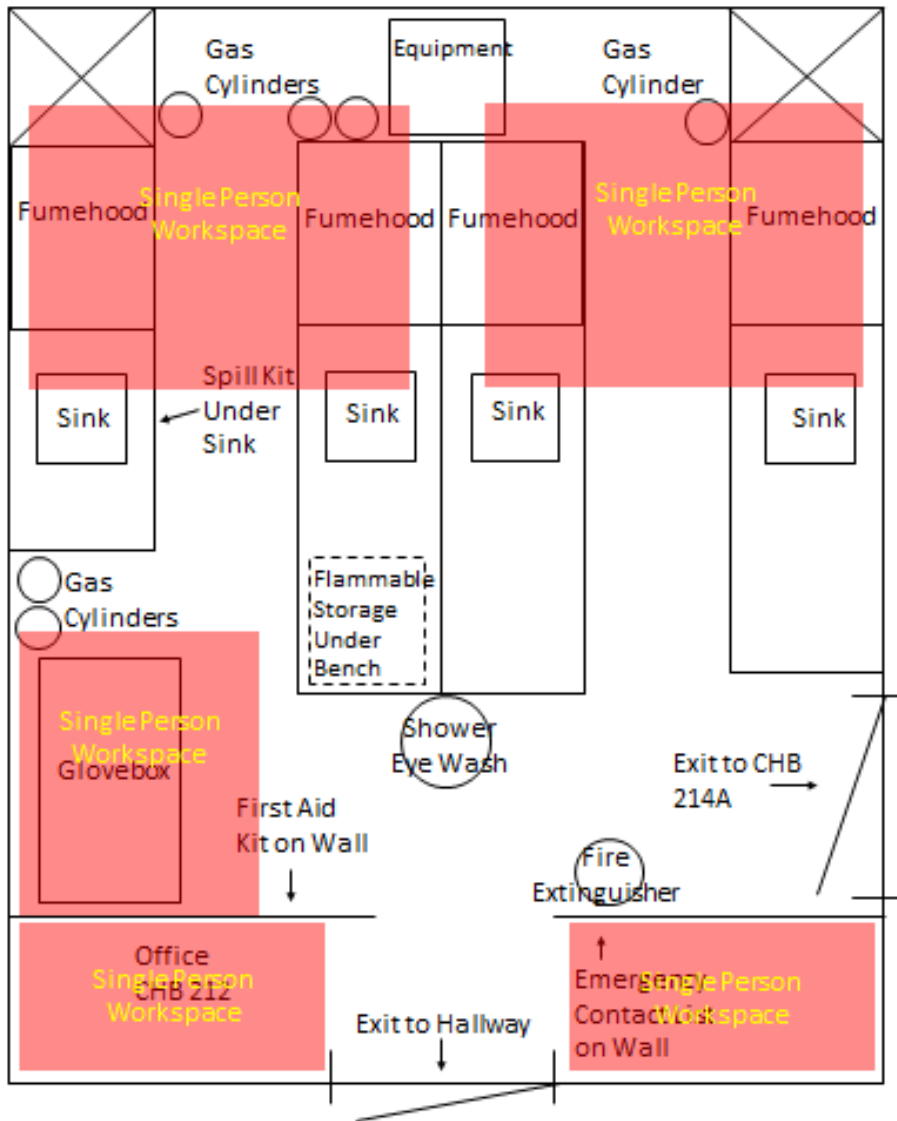 Gas
Cylinders
Equipment
Gas
Cylinder
Single Person
Workspace
Single Person
Workspace
Fumehood
Fumehood
Fumehood
Fumehood
Spill Kit
Under
Sink
Sink
Sink
Sink
Sink
Gas
Cylinders
Flammable
Storage
Under
Bench
Single Person
Workspace
Glovebox
Shower
Eye Wash
Exit to CHB
214A
First Aid
Kit on Wall
Fire
Extinguisher
Office
CHB 212
Single Person
Workspace
Exit to Hallway
Emergency
Contact List
on Wall
Single Person
Workspace